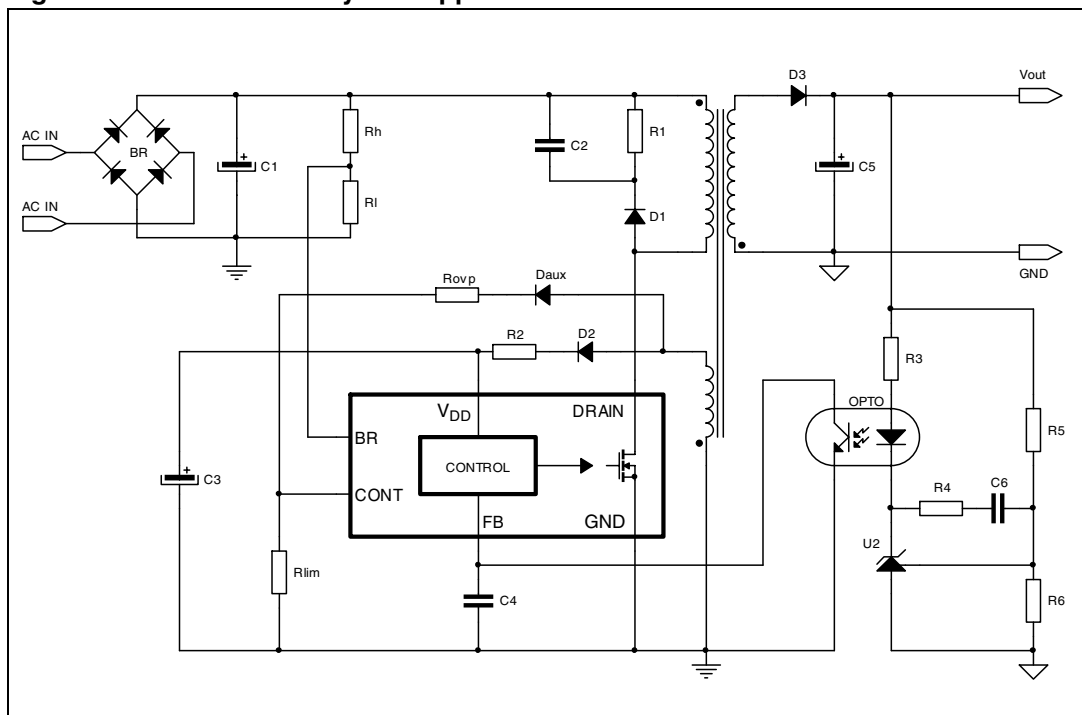 D3
Vout
AC IN
BR
C1
Rh
C2
R1
C5
AC IN
Rl
D1
GND
Rovp
Daux
R2
D2
R3
OPTO
VDD
DRAIN
BR
CONTROL
R5
C3
CONT
R4
C6
FB
GND
U2
Rlim
C4
R6